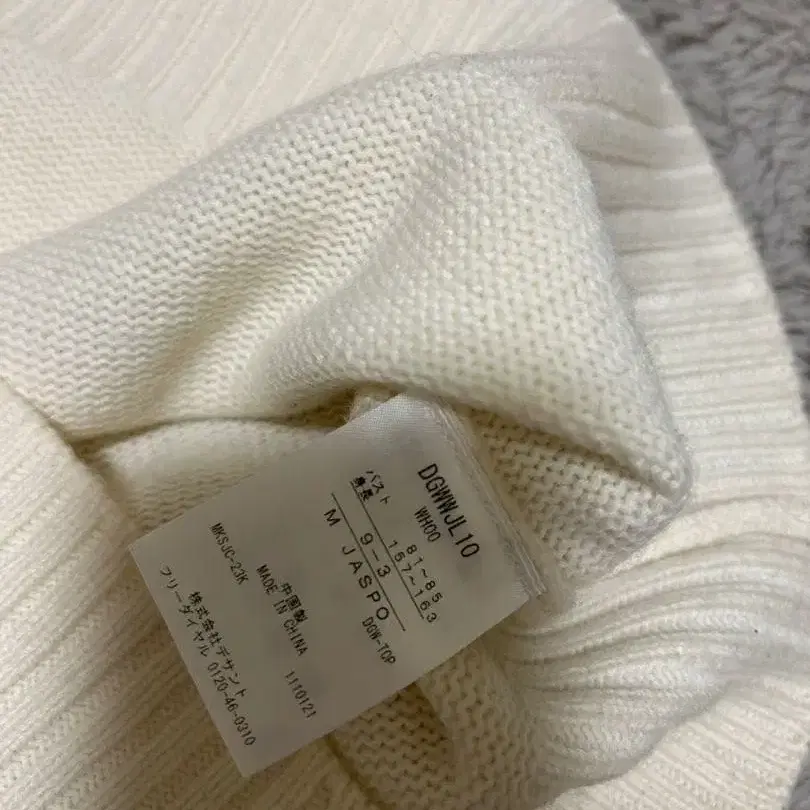 DGWWJL10
WH00
バスト 81~85
身長 157~163
9-3
M JASPO
DGW-TOP
中国製
MADE IN CHINA
1110121
MKSJC-23K
株式会社デサント
フリーダイヤル 0120-46-0310